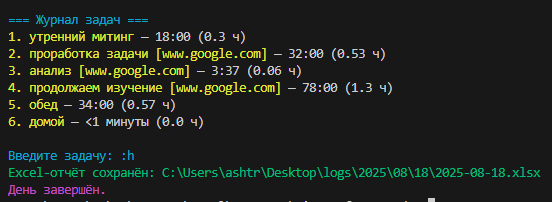 === Журнал задач ===
1. утренний митинг — 18:00 (0.3 ч)
2. проработка задачи [www.google.com] — 32:00 (0.53 ч)
3. анализ [www.google.com] — 3:37 (0.06 ч)
4. продолжаем изучение [www.google.com] — 78:00 (1.3 ч)
5. обед — 34:00 (0.57 ч)
6. домой — <1 минуты (0.0 ч)
Введите задачу: :h
Excel-отчёт сохранён: C:\Users\ashtr\Desktop\logs\2025\08\18\2025-08-18.xlsx
День завершён.